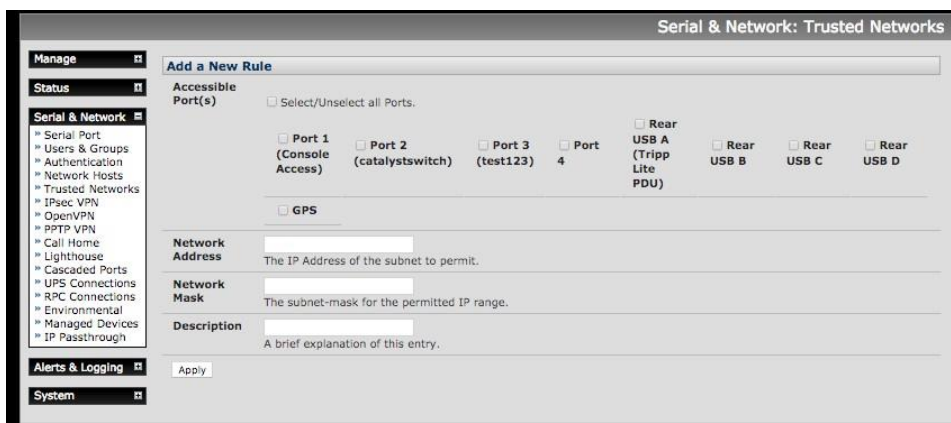 Serial & Network: Trusted Networks
Manage
Status
Serial & Network
Serial Port
Users & Groups
Authentication
Network Hosts
Trusted Networks
IPsec VPN
OpenVPN
PPTP VPN
Call Home
Lighthouse
Cascaded Ports
UPS Connections
RPC Connections
Environmental
Managed Devices
IP Passthrough
Alerts & Logging
System
Add a New Rule
Accessible
Port(s)
Select/Unselect all Ports.
Port 1
(Console
Access)
Port 2
(catalystswitch)
Port 3
(test123)
Port
4
Rear
USB A
(Tripp
Lite
PDU)
Rear
USB B
Rear
USB C
Rear
USB D
GPS
Network
Address
The IP Address of the subnet to permit.
Network
Mask
The subnet-mask for the permitted IP range.
Description
A brief explanation of this entry.
Apply